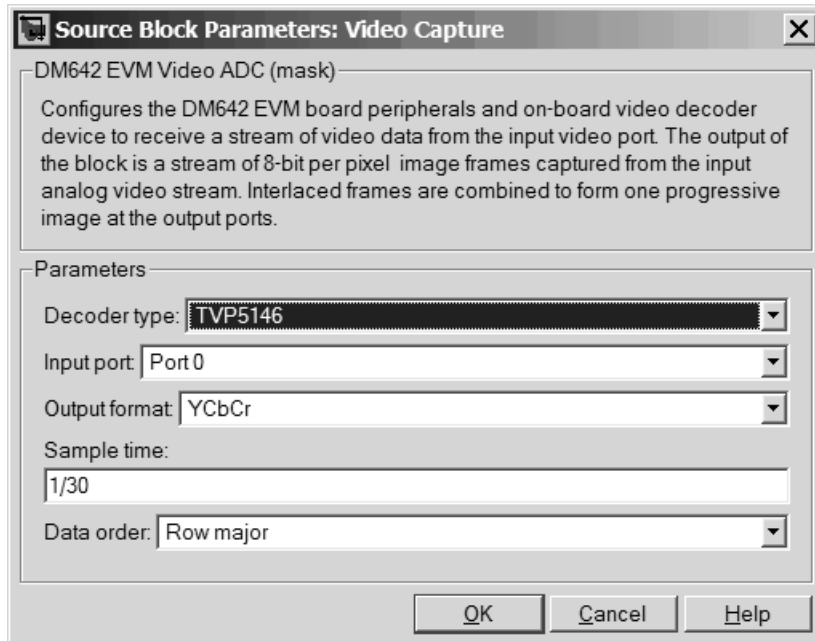 Source Block Parameters: Video Capture
DM642 EVM Video ADC (mask)
Configures the DM642 EVM board peripherals and on-board video decoder
device to receive a stream of video data from the input video port. The output of
the block is a stream of 8-bit per pixel image frames captured from the input
analog video stream. Interlaced frames are combined to form one progressive
image at the output ports.
Parameters
Decoder type: TVP5146
Input port: Port 0
Output format: YCbCr
Sample time:
1/30
Data order: Row major
OK Cancel Help